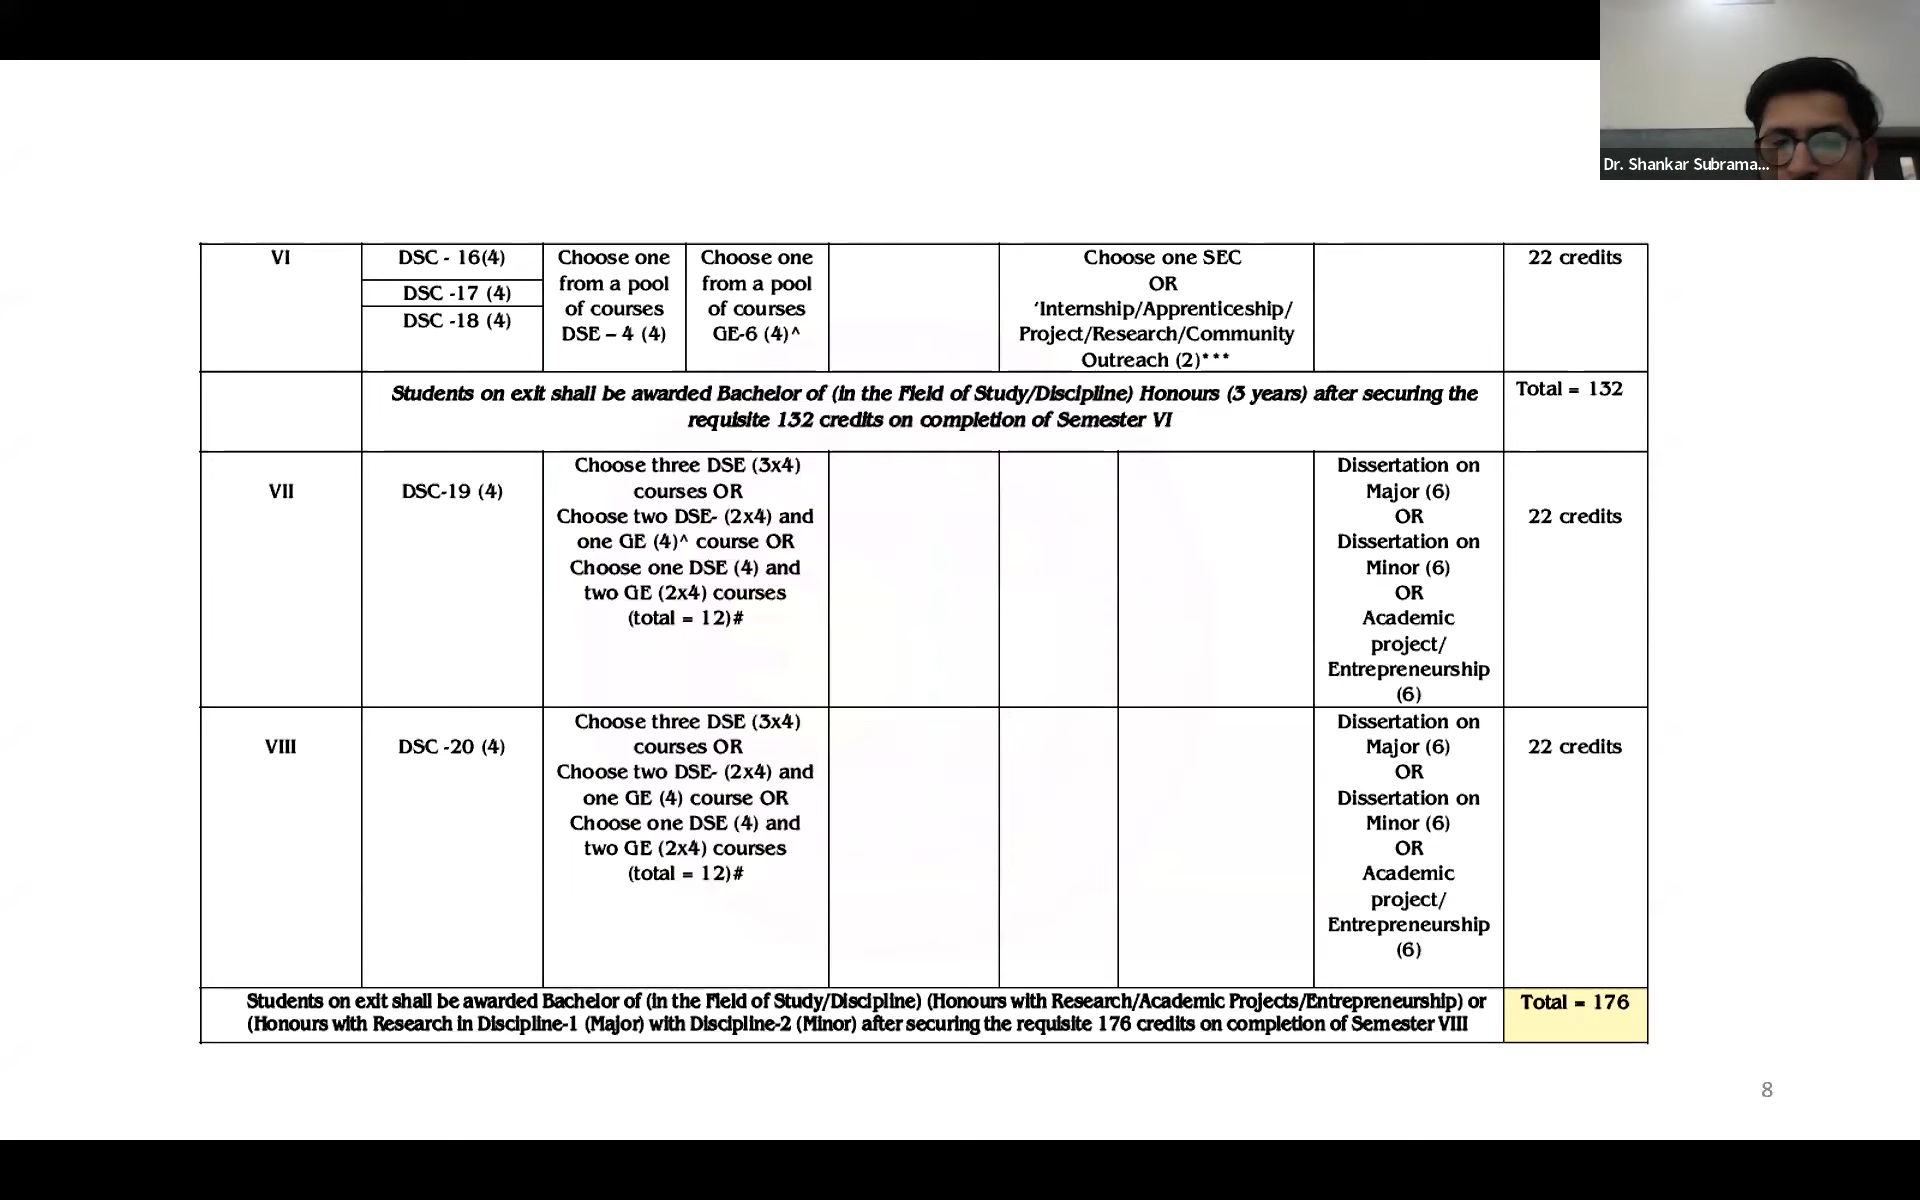 Dr. Shankar Subrama...
VI
DSC - 16(4)
DSC -17 (4)
DSC -18 (4)
Choose one
from a pool
of courses
DSE – 4 (4)
Choose one
from a pool
of courses
GE-6 (4)^
Choose one SEC
OR
‘Internship/Apprenticeship/
Project/Research/Community
Outreach (2)***
22 credits
Students on exit shall be awarded Bachelor of (in the Field of Study/Discipline) Honours (3 years) after securing the
requisite 132 credits on completion of Semester VI
Total = 132
VII
DSC-19 (4)
Choose three DSE (3x4)
courses OR
Choose two DSE- (2x4) and
one GE (4)^ course OR
Choose one DSE (4) and
two GE (2x4) courses
(total = 12)#
Dissertation on
Major (6)
OR
Dissertation on
Minor (6)
OR
Academic
project/
Entrepreneurship
(6)
22 credits
VIII
DSC -20 (4)
Choose three DSE (3x4)
courses OR
Choose two DSE- (2x4) and
one GE (4) course OR
Choose one DSE (4) and
two GE (2x4) courses
(total = 12)#
Dissertation on
Major (6)
OR
Dissertation on
Minor (6)
OR
Academic
project/
Entrepreneurship
(6)
22 credits
Students on exit shall be awarded Bachelor of (in the Field of Study/Discipline) (Honours with Research/Academic Projects/Entrepreneurship) or
(Honours with Research in Discipline-1 (Major) with Discipline-2 (Minor) after securing the requisite 176 credits on completion of Semester VIII
Total = 176
8